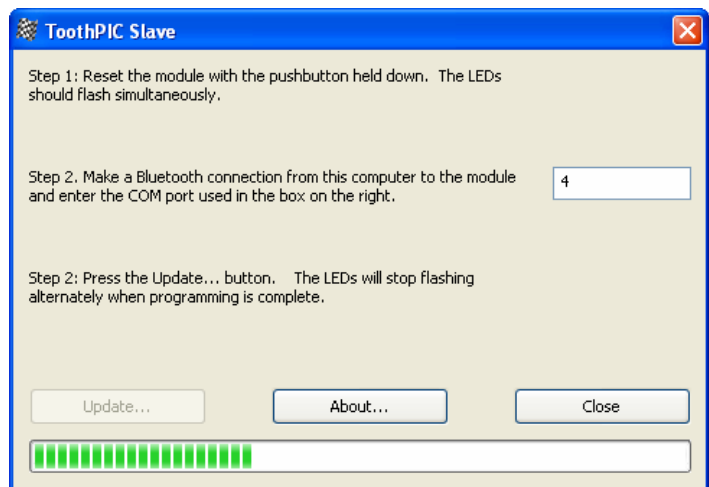 ToothPIC Slave
Step 1: Reset the module with the pushbutton held down.  The LEDs
should flash simultaneously.
Step 2. Make a Bluetooth connection from this computer to the module
and enter the COM port used in the box on the right.
4
Step 2: Press the Update... button.    The LEDs will stop flashing
alternately when programming is complete.
Update...
About...
Close